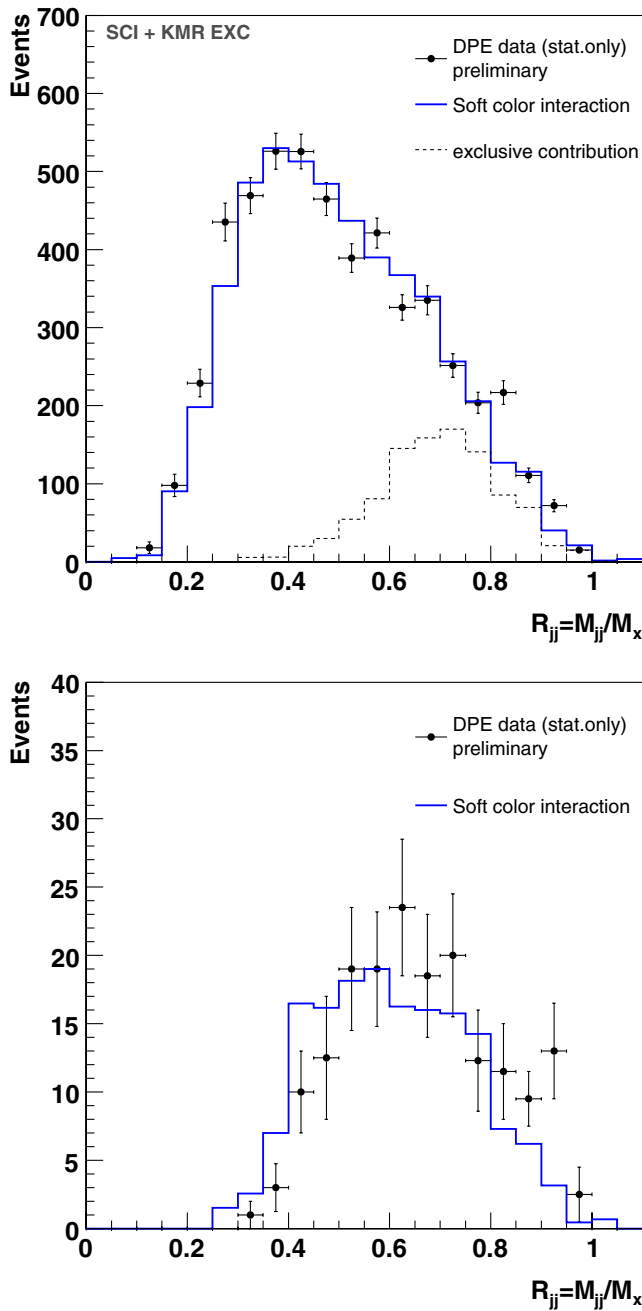 SCI + KMR EXC
Events
700
600
500
400
300
200
100
0
DPE data (stat.only)
preliminary
Soft color interaction
exclusive contribution
0 0.2 0.4 0.6 0.8 1
R_jj=M_jj/M_x
Events
40
35
30
25
20
15
10
5
0
DPE data (stat.only)
preliminary
Soft color interaction
0 0.2 0.4 0.6 0.8 1
R_jj=M_jj/M_x